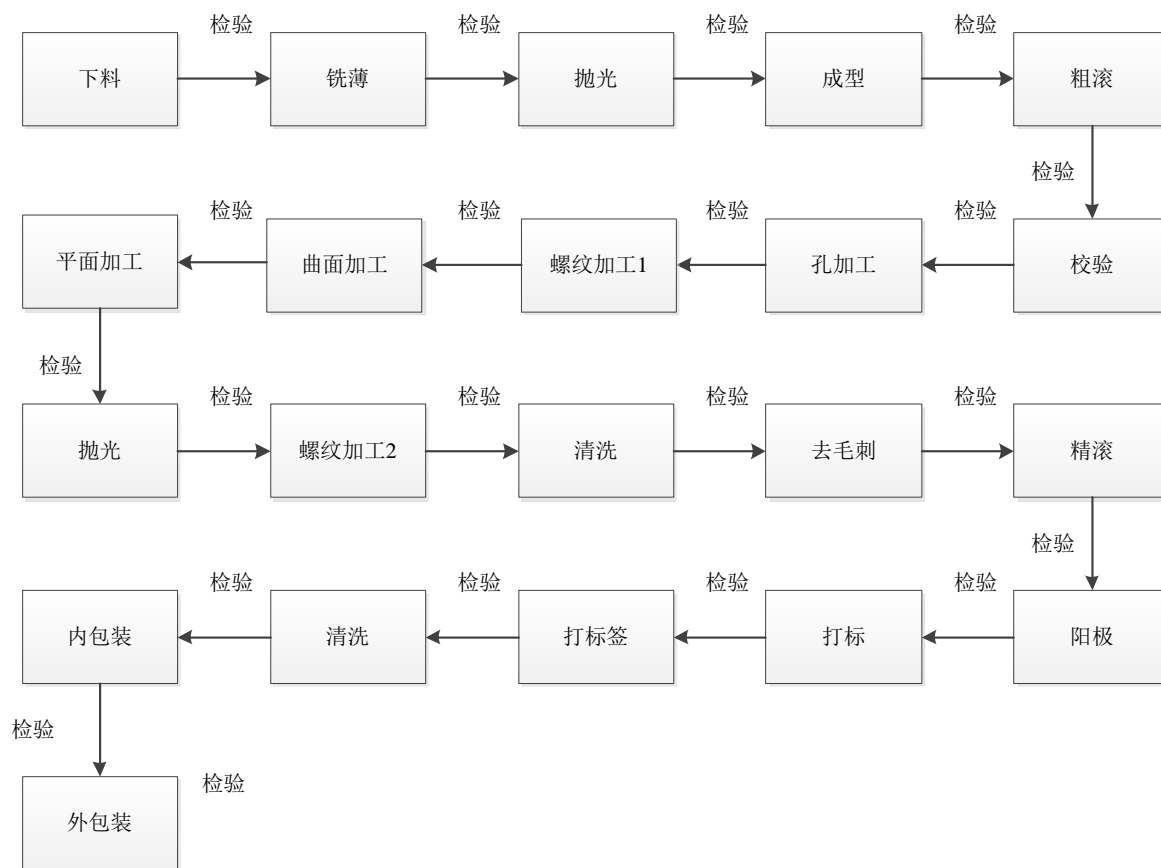 检验 检验 检验 检验
下料 铣薄 抛光 成型 粗滚
检验
检验 检验 检验 检验
平面加工 曲面加工 螺纹加工1 孔加工 校验
检验
检验 检验 检验 检验
抛光 螺纹加工2 清洗 去毛刺 精滚
检验
检验 检验 检验 检验
内包装 清洗 打标签 打标 阳极
检验
检验
外包装